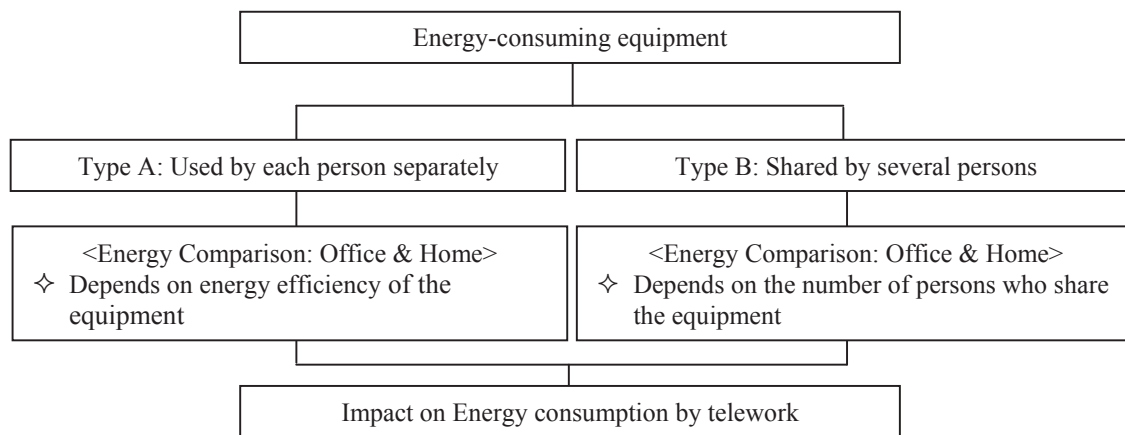 Energy-consuming equipment
Type A: Used by each person separately
Type B: Shared by several persons
<Energy Comparison: Office & Home>
✧ Depends on energy efficiency of the
equipment
<Energy Comparison: Office & Home>
✧ Depends on the number of persons who share
the equipment
Impact on Energy consumption by telework